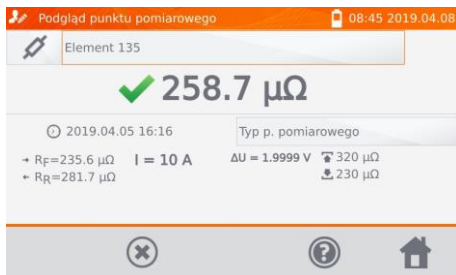 Podgląd punktu pomiarowego 08:45 2019.04.08
Element 135
258.7 μΩ
2019.04.05 16:16 Typ p. pomiarowego
→ RF=235.6 μΩ I = 10 A ΔU = 1.9999 V 320 μΩ
← RR=281.7 μΩ 230 μΩ
?